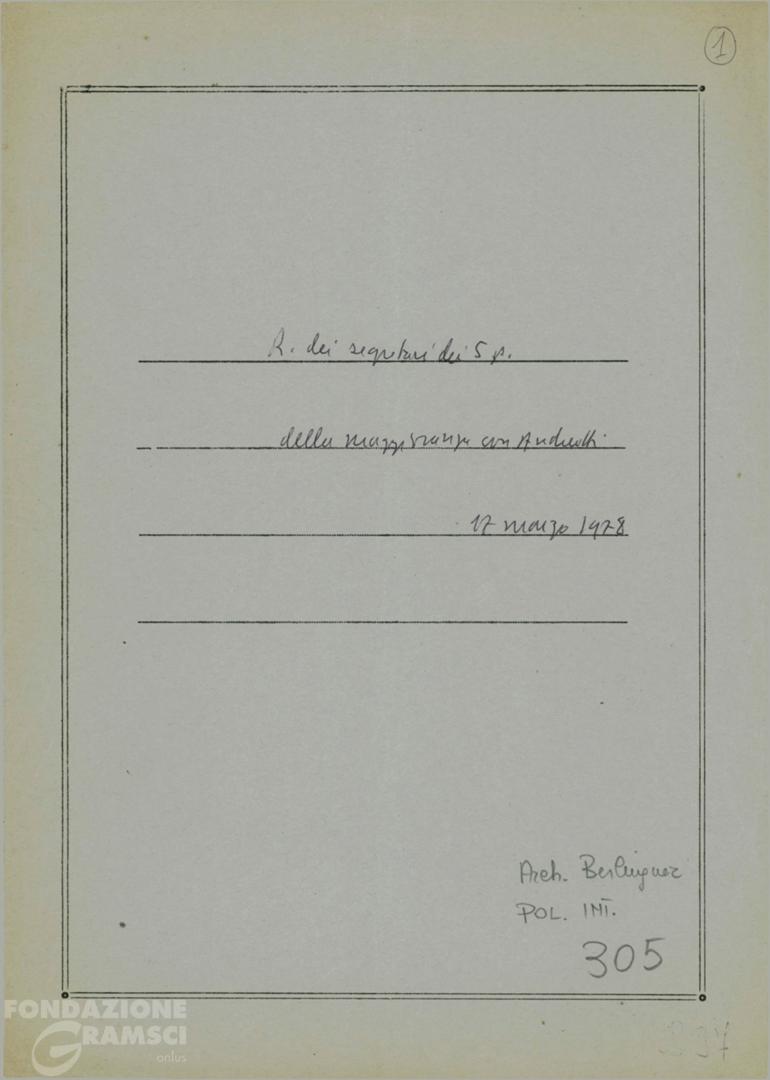 1
R. dei segretari dei 5 p.
della maggioranza con Andreotti
17 marzo 1978
Arch. Berlinguer
POL. INT.
305
FONDAZIONE
GRAMSCI
onlus